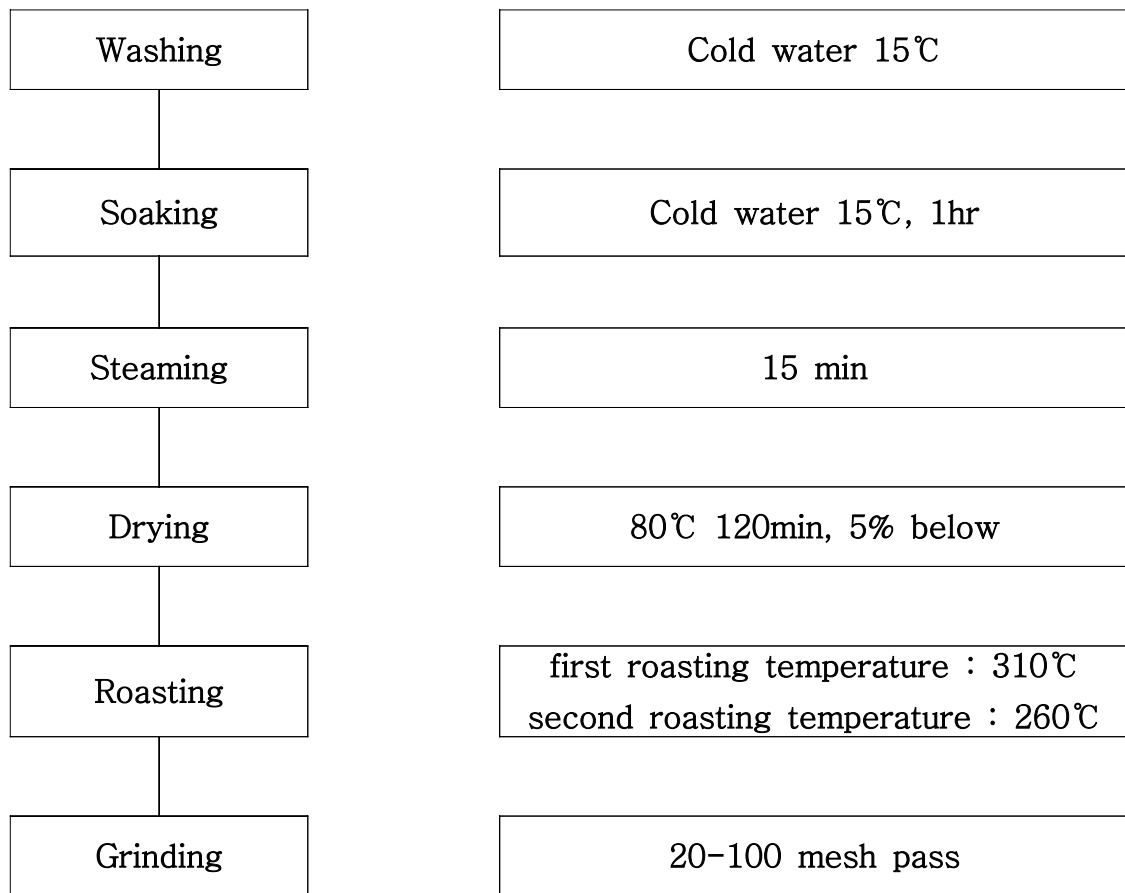 Washing
Cold water 15℃
Soaking
Cold water 15℃, 1hr
Steaming
15 min
Drying
80℃ 120min, 5% below
Roasting
first roasting temperature : 310℃
second roasting temperature : 260℃
Grinding
20-100 mesh pass